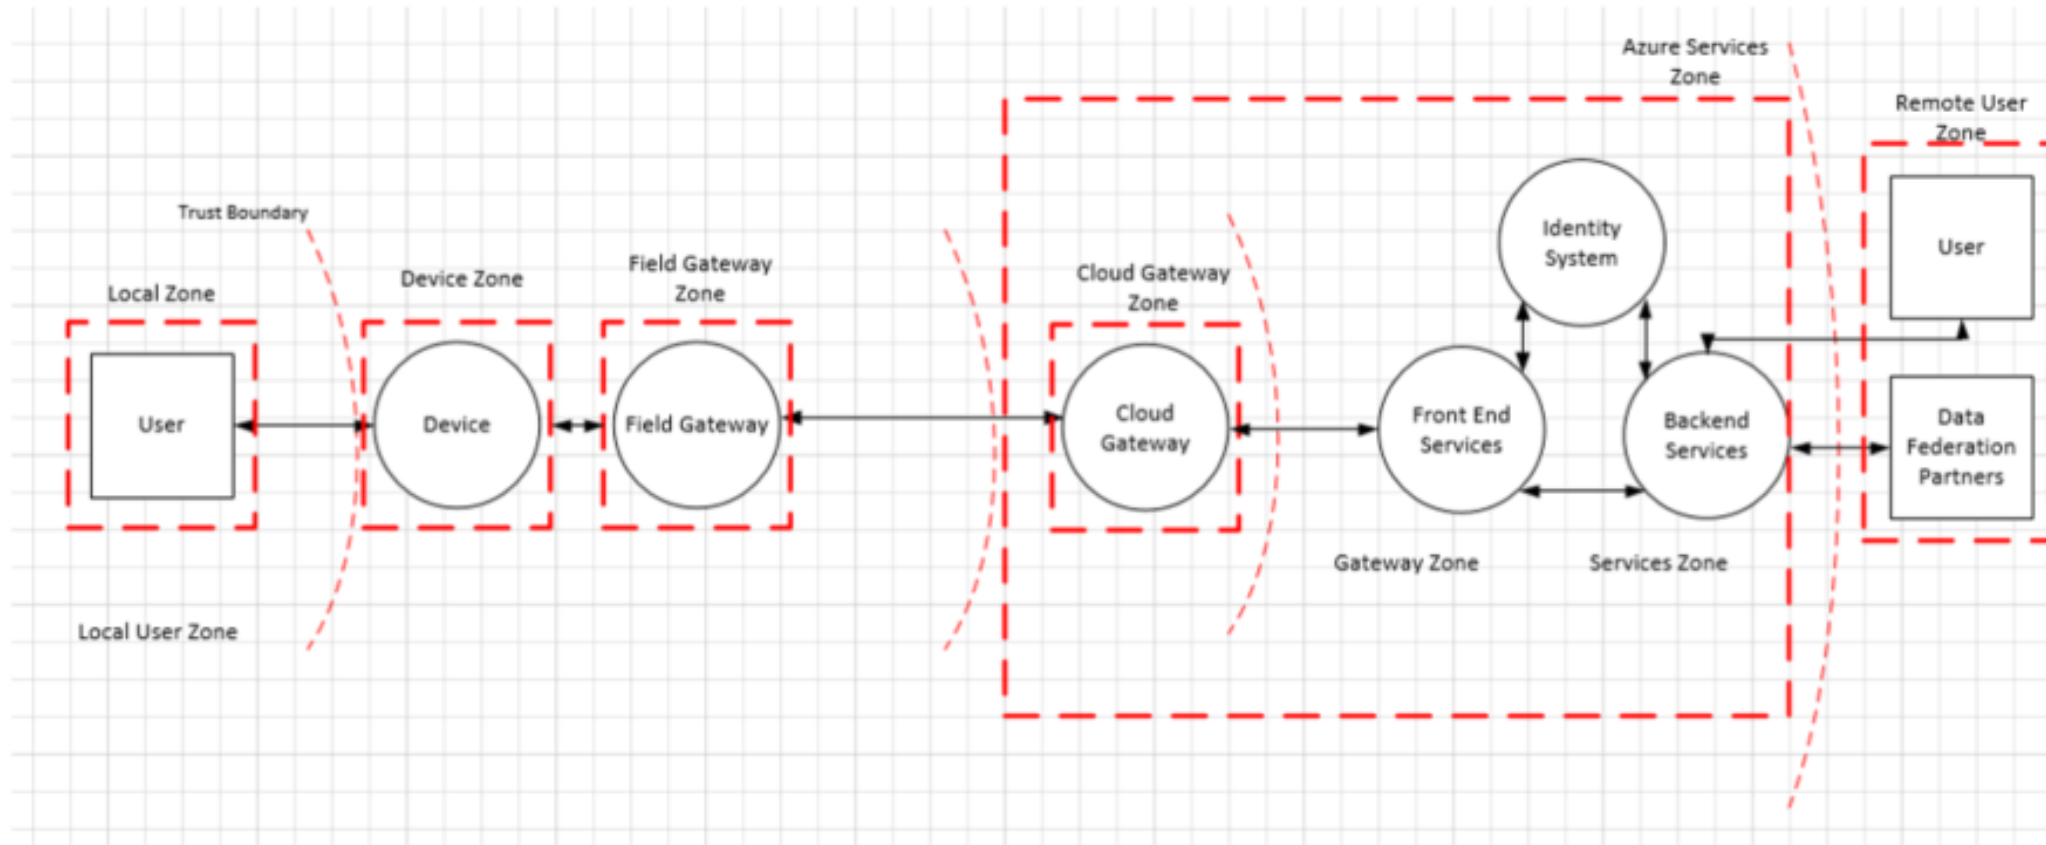 Azure Services
Zone
Remote User
Zone
Trust Boundary
Local Zone
Device Zone
Field Gateway
Zone
Cloud Gateway
Zone
Identity
System
User
User
Device
Field Gateway
Cloud
Gateway
Front End
Services
Backend
Services
Data
Federation
Partners
Gateway Zone
Services Zone
Local User Zone